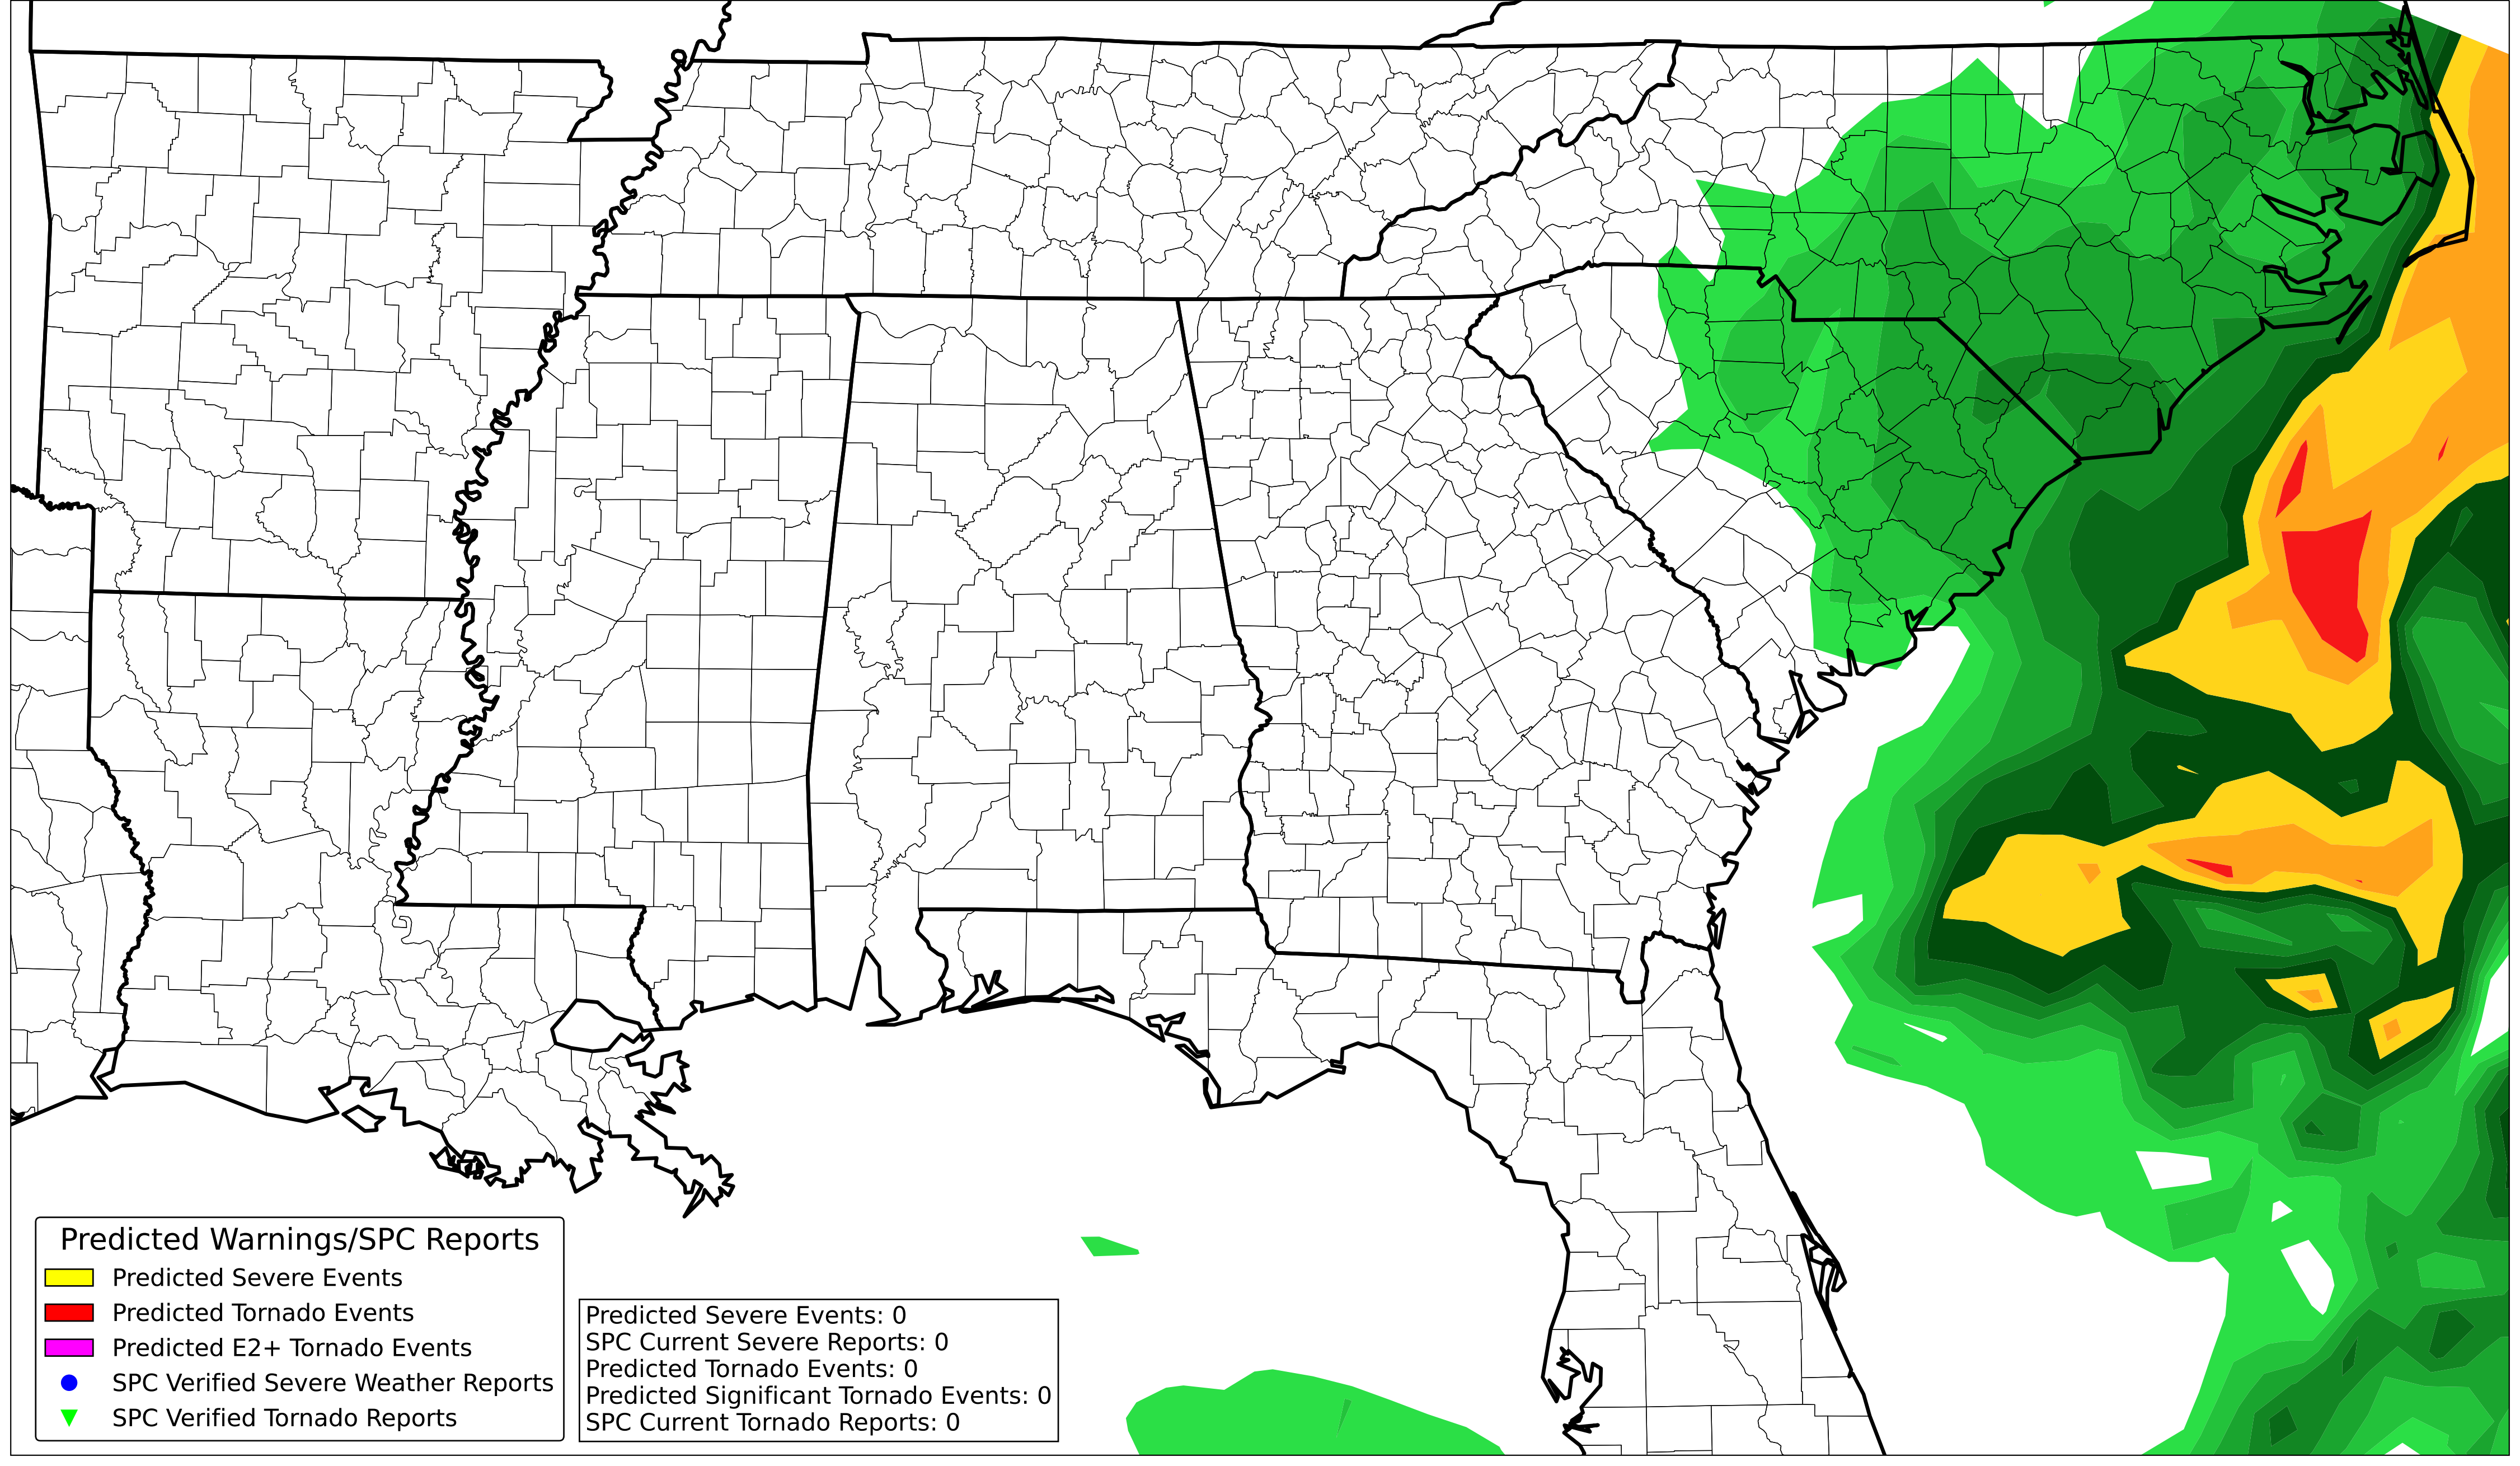 Predicted Warnings/SPC Reports
Predicted Severe Events
Predicted Tornado Events
Predicted E2+ Tornado Events
SPC Verified Severe Weather Reports
SPC Verified Tornado Reports
Predicted Severe Events: 0
SPC Current Severe Reports: 0
Predicted Tornado Events: 0
Predicted Significant Tornado Events: 0
SPC Current Tornado Reports: 0